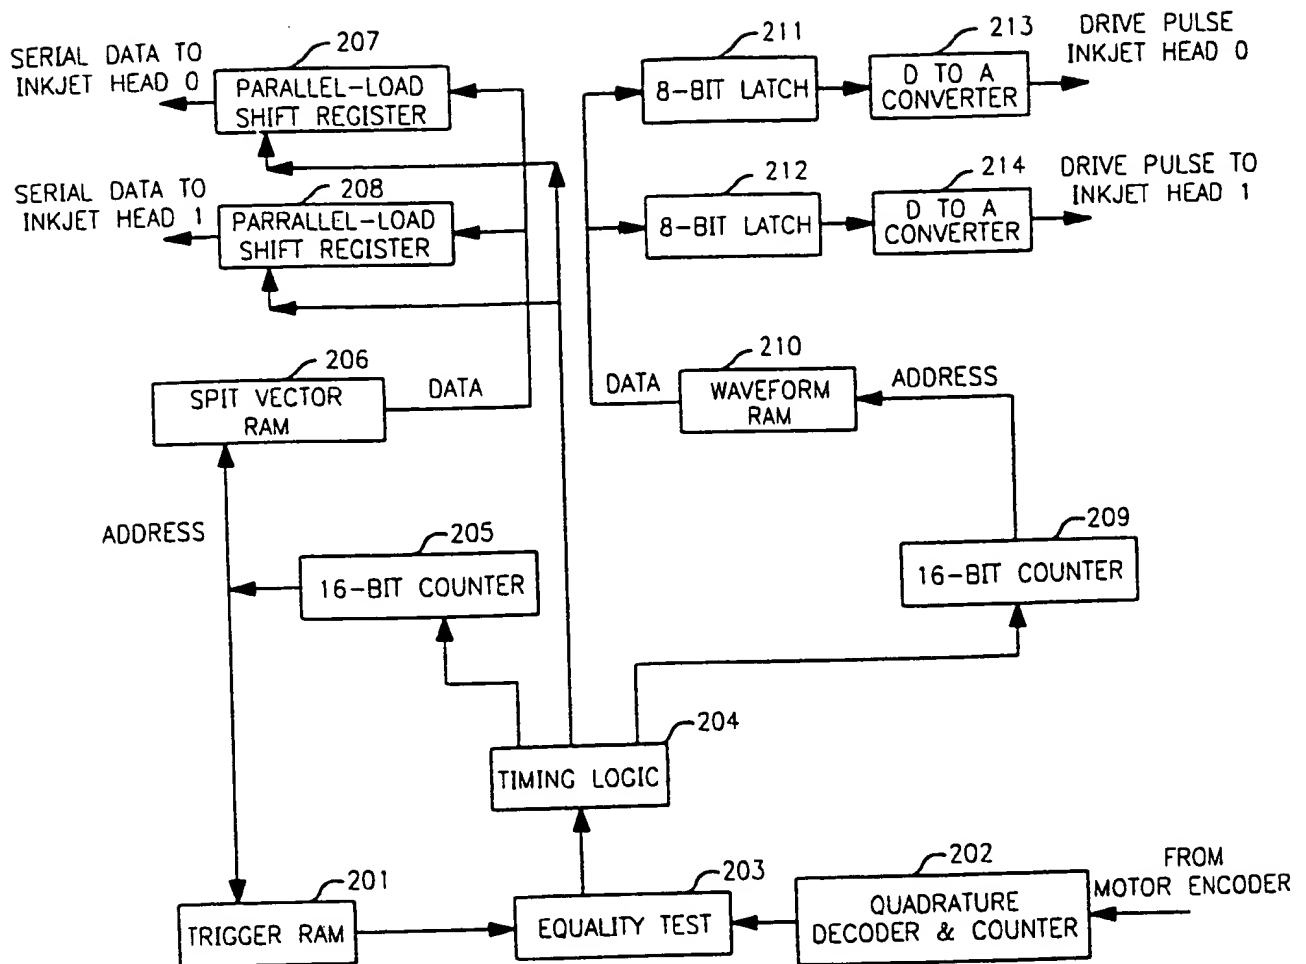 SERIAL DATA TO
INKJET HEAD 0
207
PARALLEL-LOAD
SHIFT REGISTER
211
8-BIT LATCH
213
D TO A
CONVERTER
DRIVE PULSE
INKJET HEAD 0
SERIAL DATA TO
INKJET HEAD 1
208
PARRALLEL-LOAD
SHIFT REGISTER
212
8-BIT LATCH
214
D TO A
CONVERTER
DRIVE PULSE TO
INKJET HEAD 1
206
SPIT VECTOR
RAM
DATA
DATA
210
WAVEFORM
RAM
ADDRESS
ADDRESS
205
16-BIT COUNTER
209
16-BIT COUNTER
204
TIMING LOGIC
201
TRIGGER RAM
203
EQUALITY TEST
202
QUADRATURE
DECODER & COUNTER
FROM
MOTOR ENCODER